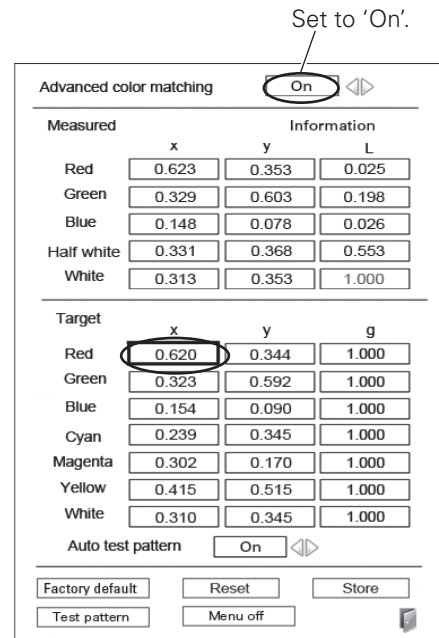 Set to ‘On’.
Advanced color matching On
Measured Information
x y L
Red 0.623 0.353 0.025
Green 0.329 0.603 0.198
Blue 0.148 0.078 0.026
Half white 0.331 0.368 0.553
White 0.313 0.353 1.000
Target
x y g
Red 0.620 0.344 1.000
Green 0.323 0.592 1.000
Blue 0.154 0.090 1.000
Cyan 0.239 0.345 1.000
Magenta 0.302 0.170 1.000
Yellow 0.415 0.515 1.000
White 0.310 0.345 1.000
Auto test pattern On
Factory default Reset Store
Test pattern Menu off